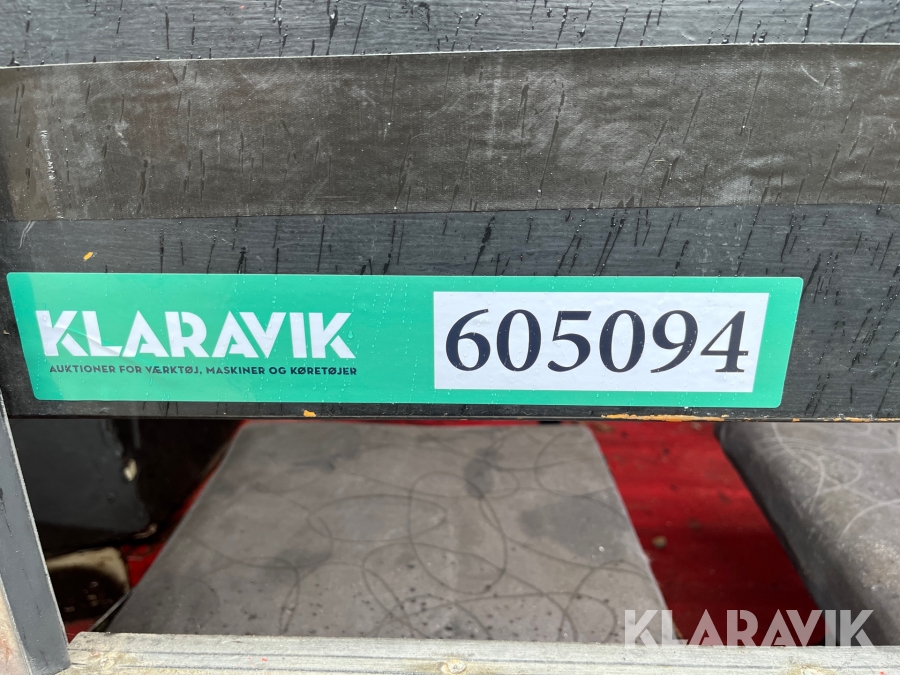 KLARAVIK
AUKTIONER FOR VÆRKTØJ, MASKINER OG KØRETØJER
605094
KLARAVIK